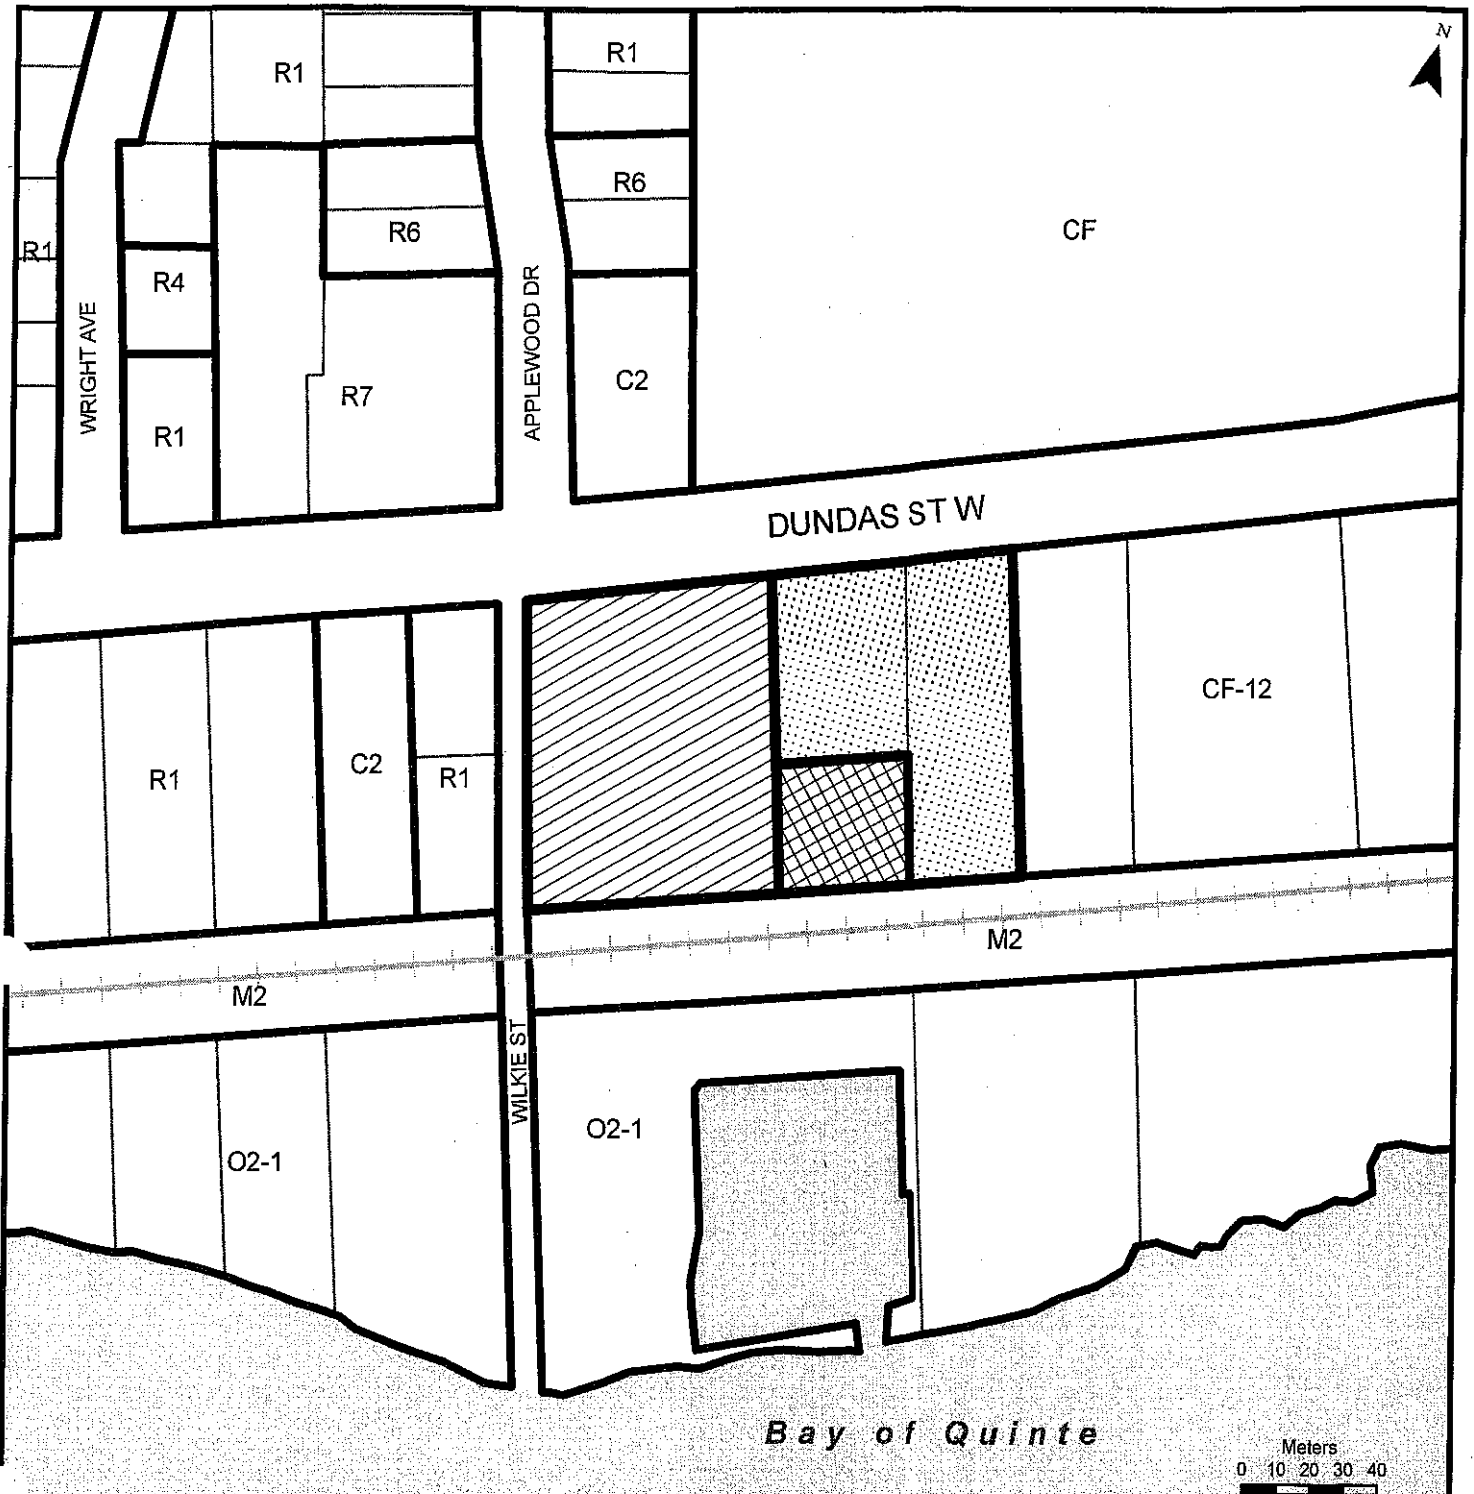 N
R1
R1
R6
R6
CF
R1
R4
WRIGHT AVE
APPLEWOOD DR
C2
R7
R1
DUNDAS ST W
CF-12
R1
C2
R1
M2
M2
WILKIE ST
O2-1
O2-1
Bay of Quinte
Meters
0 10 20 30 40